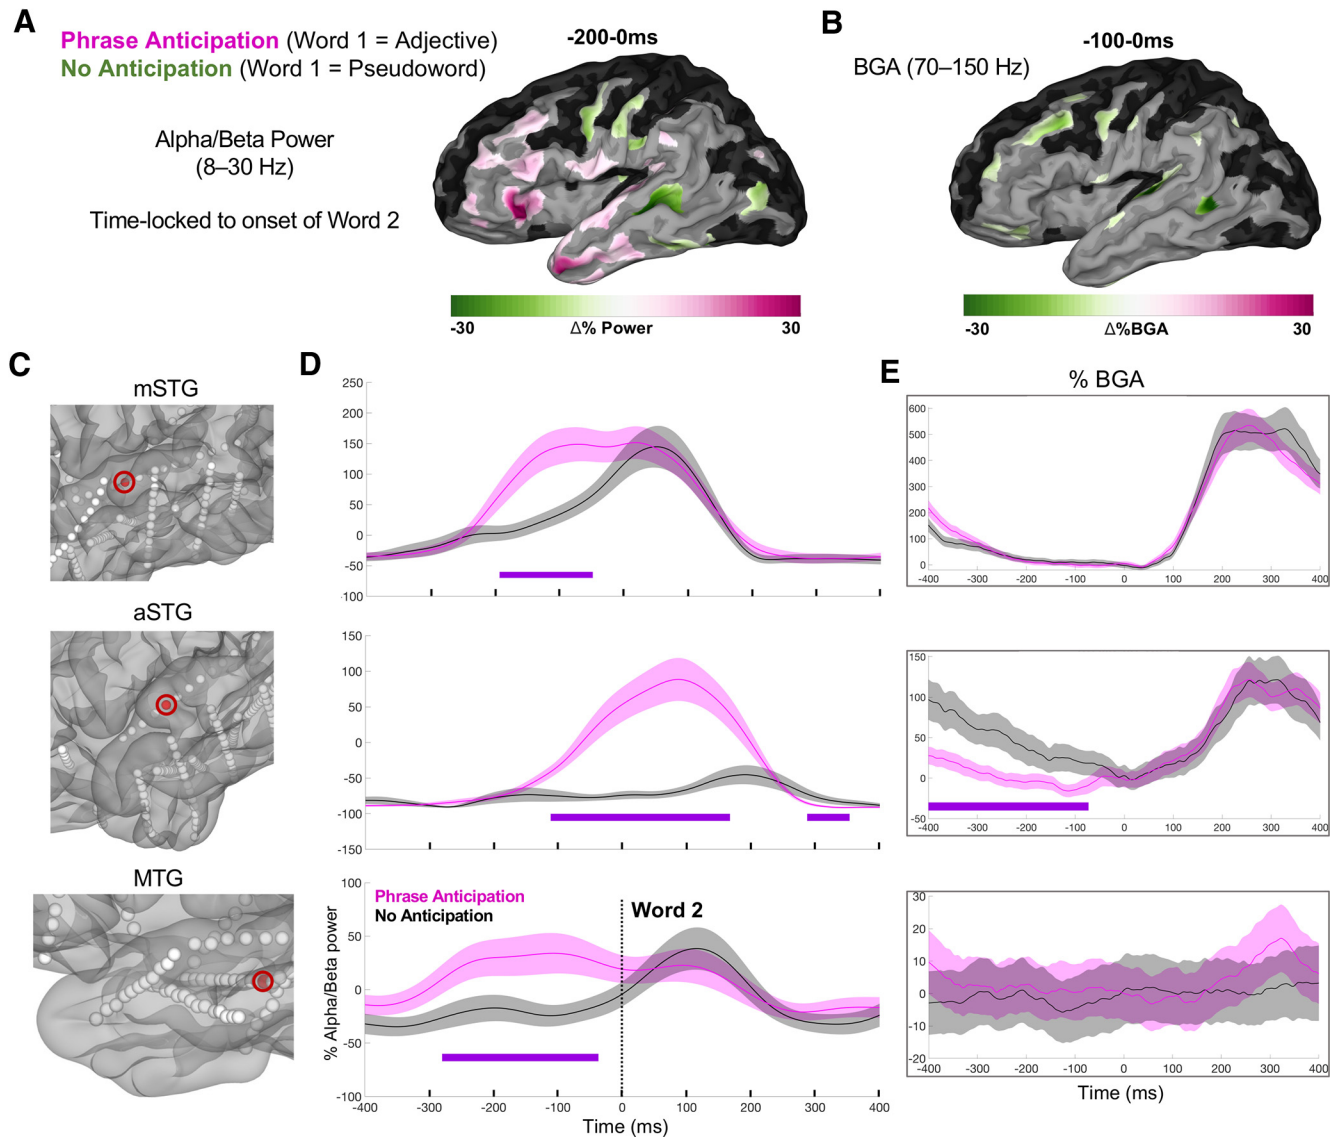 A
Phrase Anticipation (Word 1 = Adjective)
No Anticipation (Word 1 = Pseudoword)
Alpha/Beta Power
(8–30 Hz)
Time-locked to onset of Word 2
-200-0ms
-30 Δ% Power 30
B
-100-0ms
BGA (70–150 Hz)
-30 Δ%BGA 30
C
mSTG
aSTG
MTG
D
250
200
150
100
50
0
-50
-100
150
100
50
0
-50
-100
-150
Phrase Anticipation
No Anticipation
Word 2
% Alpha/Beta power
100
50
0
-50
-100
-400 -300 -200 -100 0 100 200 300 400
Time (ms)
E
% BGA
600
500
400
300
200
100
0
-400 -300 -200 -100 0 100 200 300 400
150
100
50
0
-50
-400 -300 -200 -100 0 100 200 300 400
30
20
10
0
-10
-20
-400 -300 -200 -100 0 100 200 300 400
Time (ms)